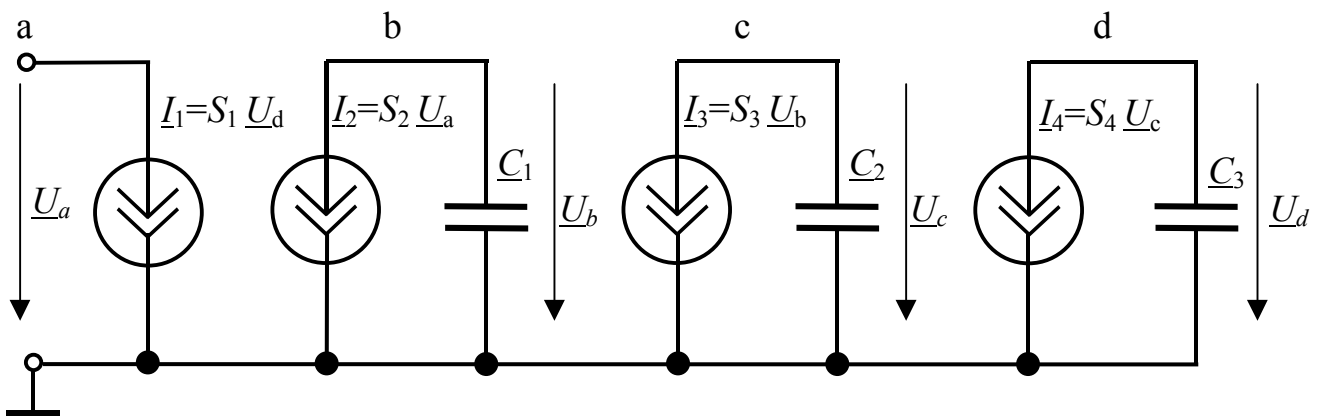 a b c d
I1=S1 Ud I2=S2 Ua I3=S3 Ub I4=S4 Uc
C1 C2 C3
Ua Ub Uc Ud